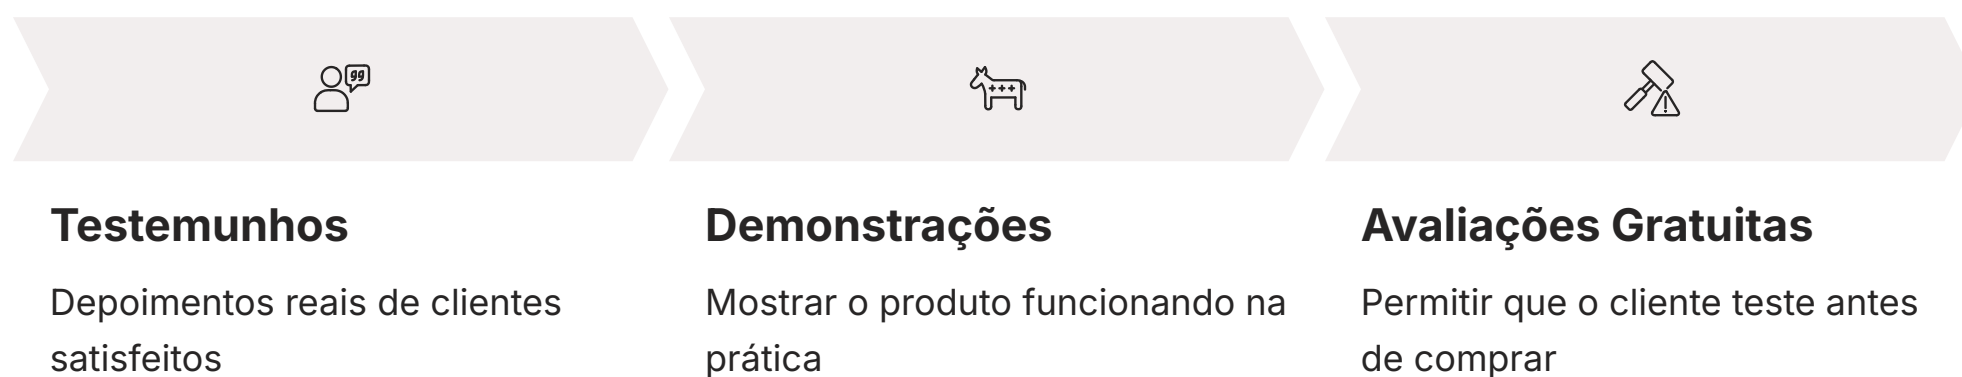 Testemunhos
Depoimentos reais de clientes
satisfeitos
Demonstrações
Mostrar o produto funcionando na
prática
Avaliações Gratuitas
Permitir que o cliente teste antes
de comprar